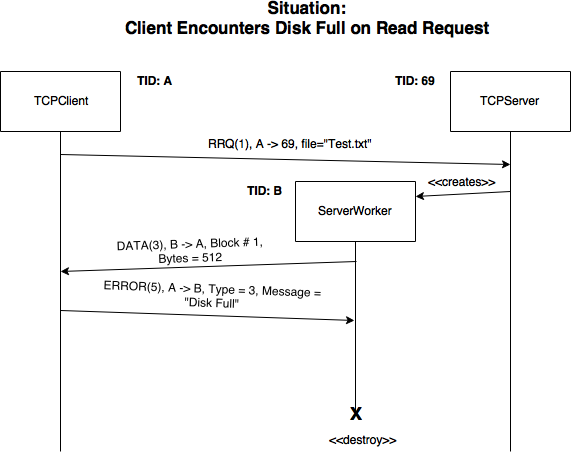 Situation:
Client Encounters Disk Full on Read Request
TID: A
TID: 69
TCPClient
TCPServer
RRQ(1), A -> 69, file="Test.txt"
<<creates>>
TID: B
ServerWorker
DATA(3), B -> A, Block # 1,
Bytes = 512
ERROR(5), A -> B, Type = 3, Message =
"Disk Full"
X
<<destroy>>